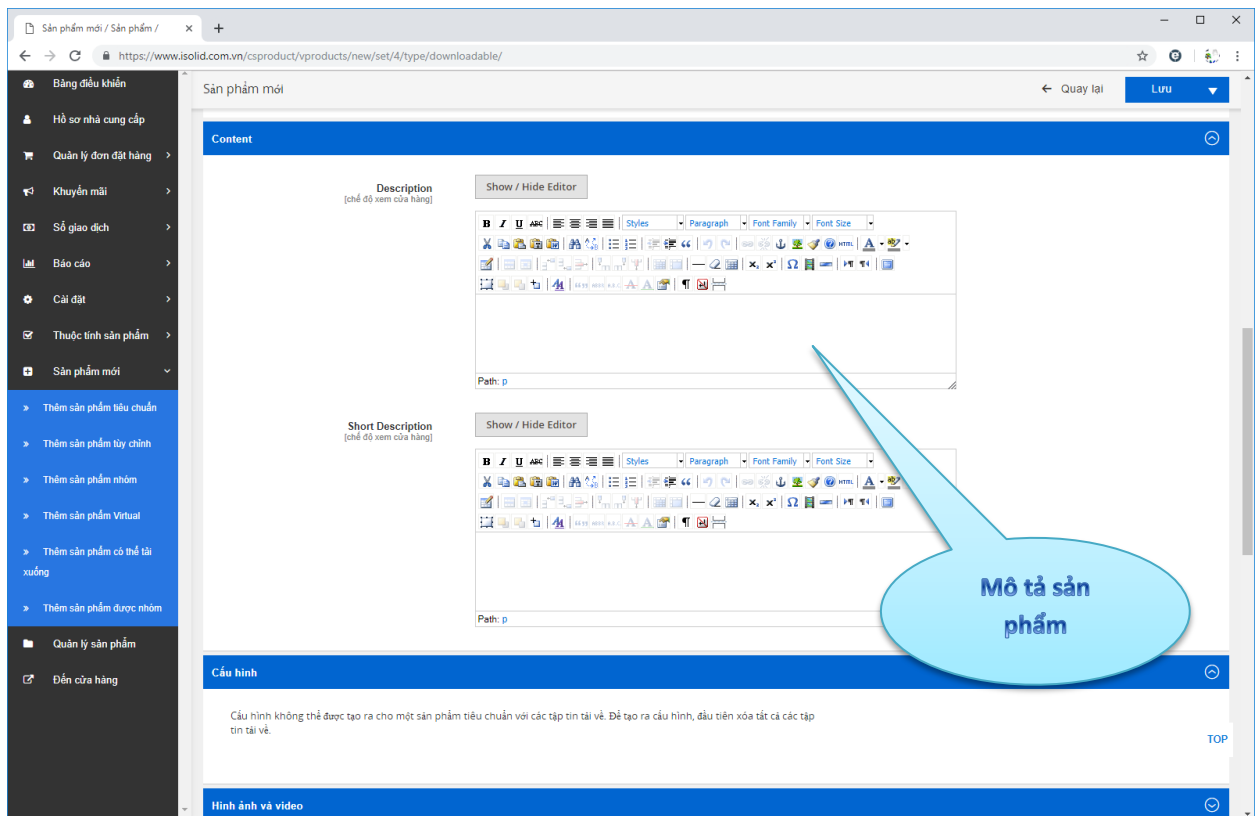 Sản phẩm mới / Sản phẩm /
https://www.isolid.com.vn/csproduct/vproducts/new/set/4/type/downloadable/
Bảng điều khiển
Hồ sơ nhà cung cấp
Quản lý đơn đặt hàng
Khuyến mãi
Sổ giao dịch
Báo cáo
Cài đặt
Thuộc tính sản phẩm
Sản phẩm mới
» Thêm sản phẩm tiêu chuẩn
» Thêm sản phẩm tùy chỉnh
» Thêm sản phẩm nhóm
» Thêm sản phẩm Virtual
» Thêm sản phẩm có thể tải
xuống
» Thêm sản phẩm được nhóm
Quản lý sản phẩm
Đến cửa hàng
Sản phẩm mới
← Quay lại
Lưu
Content
Description
[chế độ xem cửa hàng]
Show / Hide Editor
B I U ABC Styles Paragraph Font Family Font Size
HTML A
Path: p
Short Description
[chế độ xem cửa hàng]
Show / Hide Editor
B I U ABC Styles Paragraph Font Family Font Size
HTML A
Path: p
Mô tả sản
phẩm
Cấu hình
Cấu hình không thể được tạo ra cho một sản phẩm tiêu chuẩn với các tập tin tải về. Để tạo ra cấu hình, đầu tiên xóa tất cả các tập
tin tải về.
TOP
Hình ảnh và video